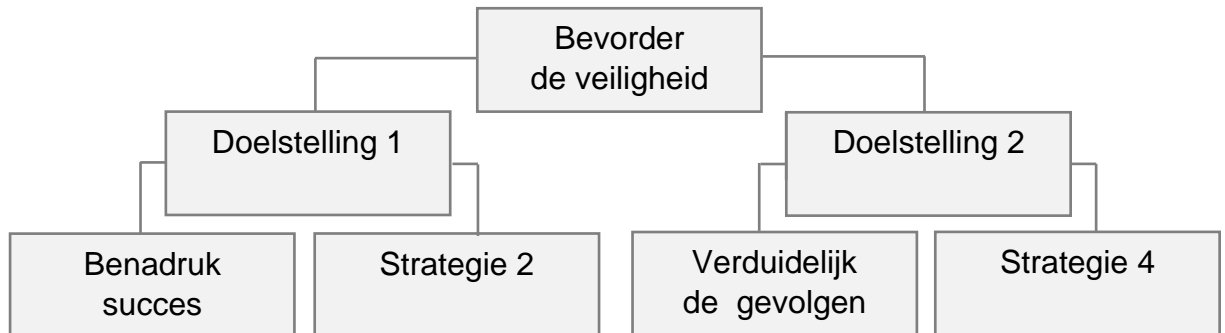 Bevorder
de veiligheid
Doelstelling 1
Doelstelling 2
Benadruk
succes
Strategie 2
Verduidelijk
de gevolgen
Strategie 4